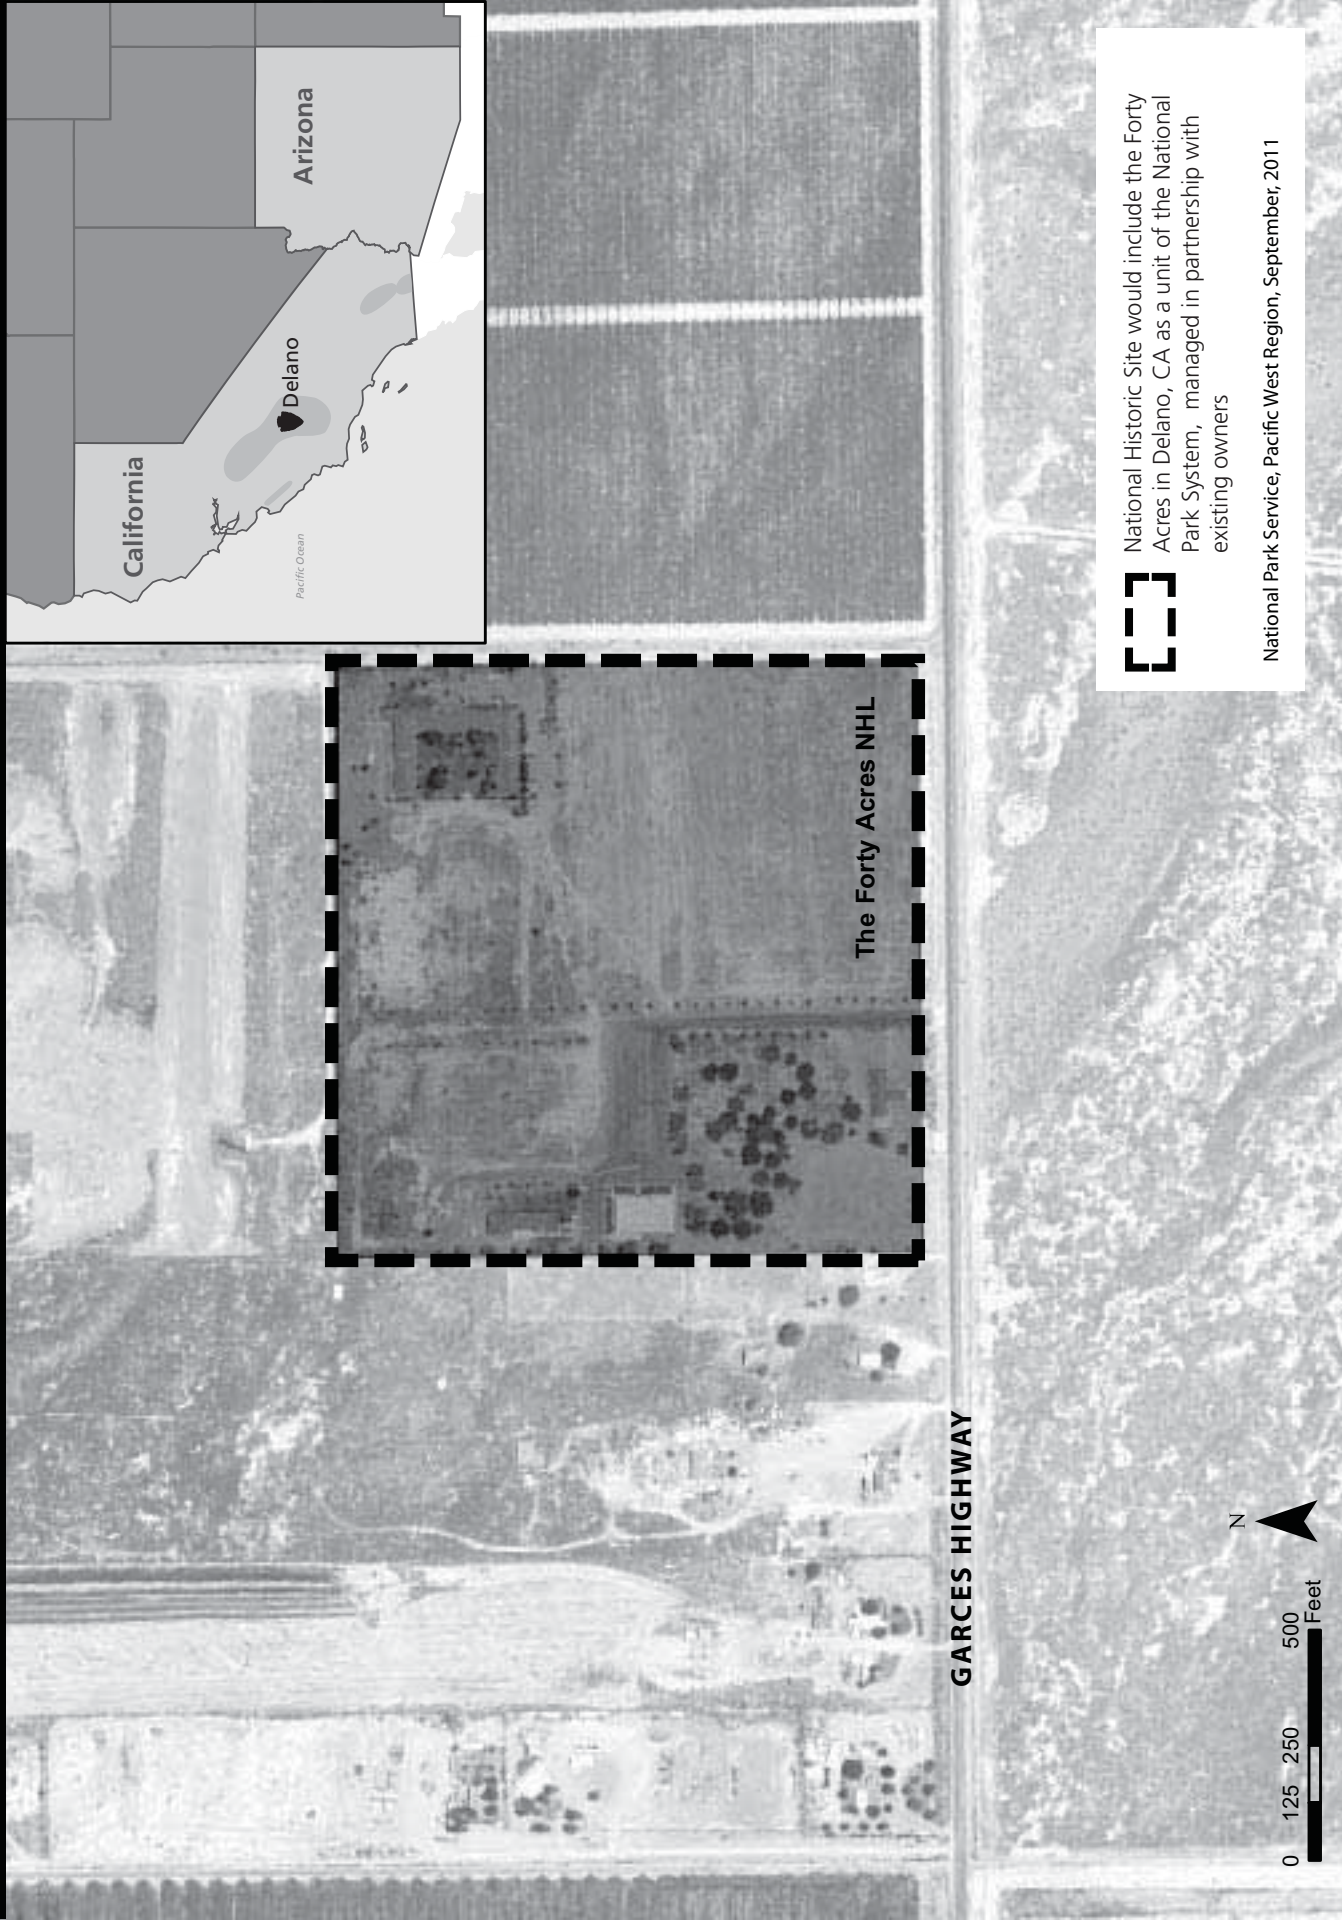 California
Arizona
Delano
Pacific Ocean
The Forty Acres NHL
GARCES HIGHWAY
National Historic Site would include the Forty
Acres in Delano, CA as a unit of the National
Park System, managed in partnership with
existing owners
National Park Service, Pacific West Region, September, 2011
N
0 125 250 500
Feet